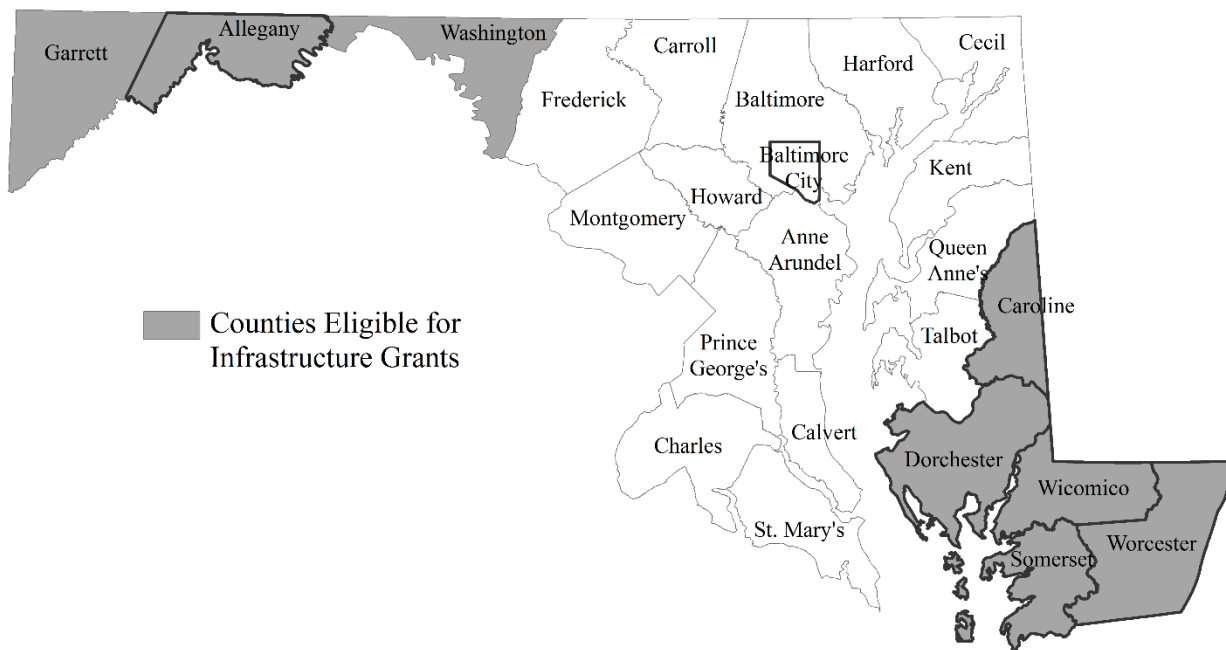 Garrett
Allegany
Washington
Frederick
Carroll
Baltimore
Harford
Cecil
Baltimore
City
Kent
Howard
Montgomery
Anne
Arundel
Queen
Anne's
Caroline
Talbot
Prince
George's
Charles
Calvert
St. Mary's
Dorchester
Wicomico
Somerset
Worcester
Counties Eligible for
Infrastructure Grants